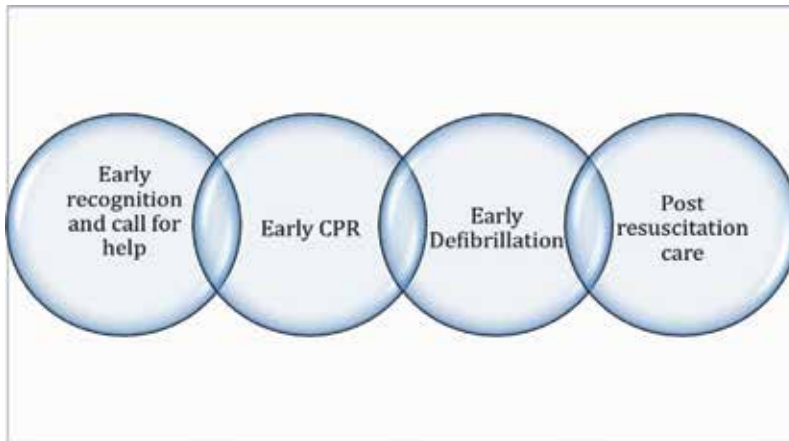 Early
recognition
and call for
help
Early CPR
Early
Defibrillation
Post
resuscitation
care